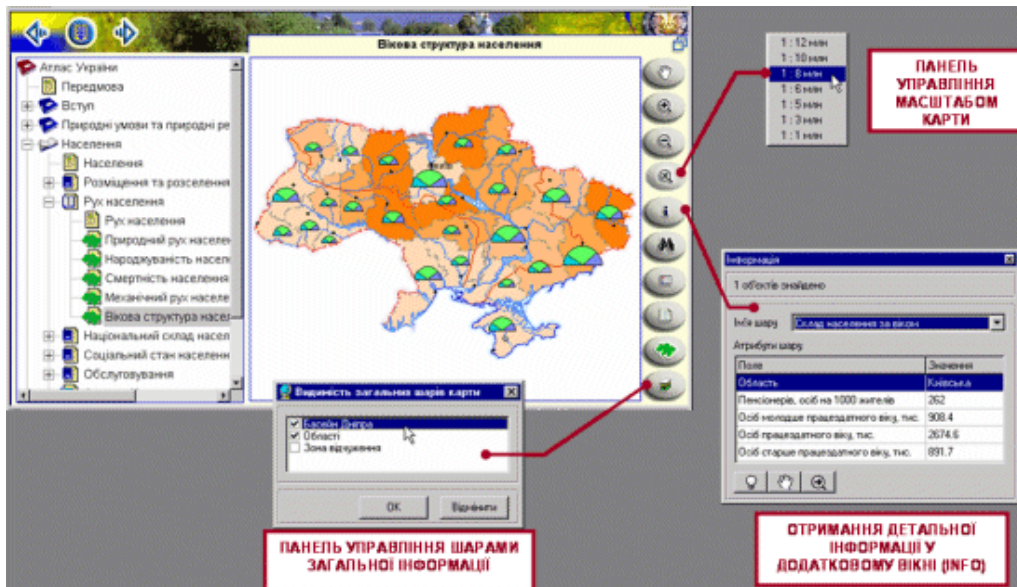 Вікова структура населення
Атлас України
Передмова
Вступ
Природні умови та природні ре
Населення
Населення
Розміщення та розселення
Рух населення
Рух населення
Природний рух населен
Народжуваність населе
Смертність населення
Механічний рух населе
Вікова структура насел
Національний склад насел
Соціальний стан населенн
Обслуговування
1 : 12 млн
1 : 10 млн
1 : 8 млн
1 : 6 млн
1 : 5 млн
1 : 3 млн
1 : 1 млн
ПАНЕЛЬ
УПРАВЛІННЯ
МАСШТАБОМ
КАРТИ
Інформація
1 об'єктів знайдено
Ім'я шару
Склад населення за віком
Атрибути шару
Поле Значення
Область Київська
Пенсіонерів, осіб на 1000 жителів 262
Осіб молодше працездатного віку, тис. 908.4
Осіб працездатного віку, тис. 2674.6
Осіб старше працездатного віку, тис. 891.7
Видимість загальних шарів карти
Басейн Дніпра
Області
Зона відчуження
OK Відмінити
ПАНЕЛЬ УПРАВЛІННЯ ШАРАМИ
ЗАГАЛЬНОЇ ІНФОРМАЦІЇ
ОТРИМАННЯ ДЕТАЛЬНОЇ
ІНФОРМАЦІЇ У
ДОДАТКОВОМУ ВІКНІ (INFO)